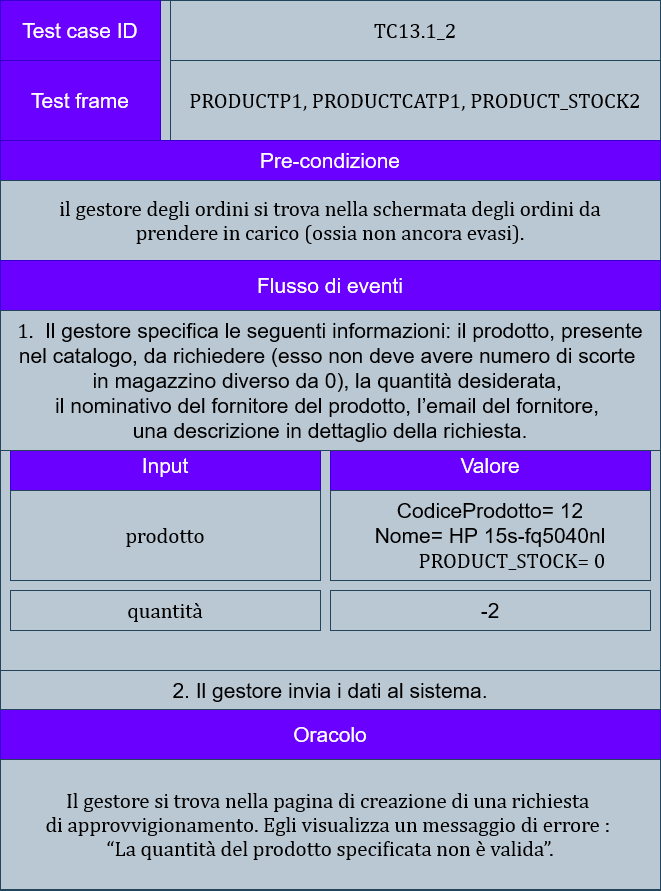 Test case ID
TC13.1_2
Test frame
PRODUCTP1, PRODUCTCATP1, PRODUCT_STOCK2
Pre-condizione
il gestore degli ordini si trova nella schermata degli ordini da
prendere in carico (ossia non ancora evasi).
Flusso di eventi
1. Il gestore specifica le seguenti informazioni: il prodotto, presente
nel catalogo, da richiedere (esso non deve avere numero di scorte
in magazzino diverso da 0), la quantità desiderata,
il nominativo del fornitore del prodotto, l'email del fornitore,
una descrizione in dettaglio della richiesta.
Input
Valore
prodotto
CodiceProdotto= 12
Nome= HP 15s-fq5040nl
PRODUCT_STOCK= 0
quantità
-2
2. Il gestore invia i dati al sistema.
Oracolo
Il gestore si trova nella pagina di creazione di una richiesta
di approvvigionamento. Egli visualizza un messaggio di errore :
“La quantità del prodotto specificata non è valida”.